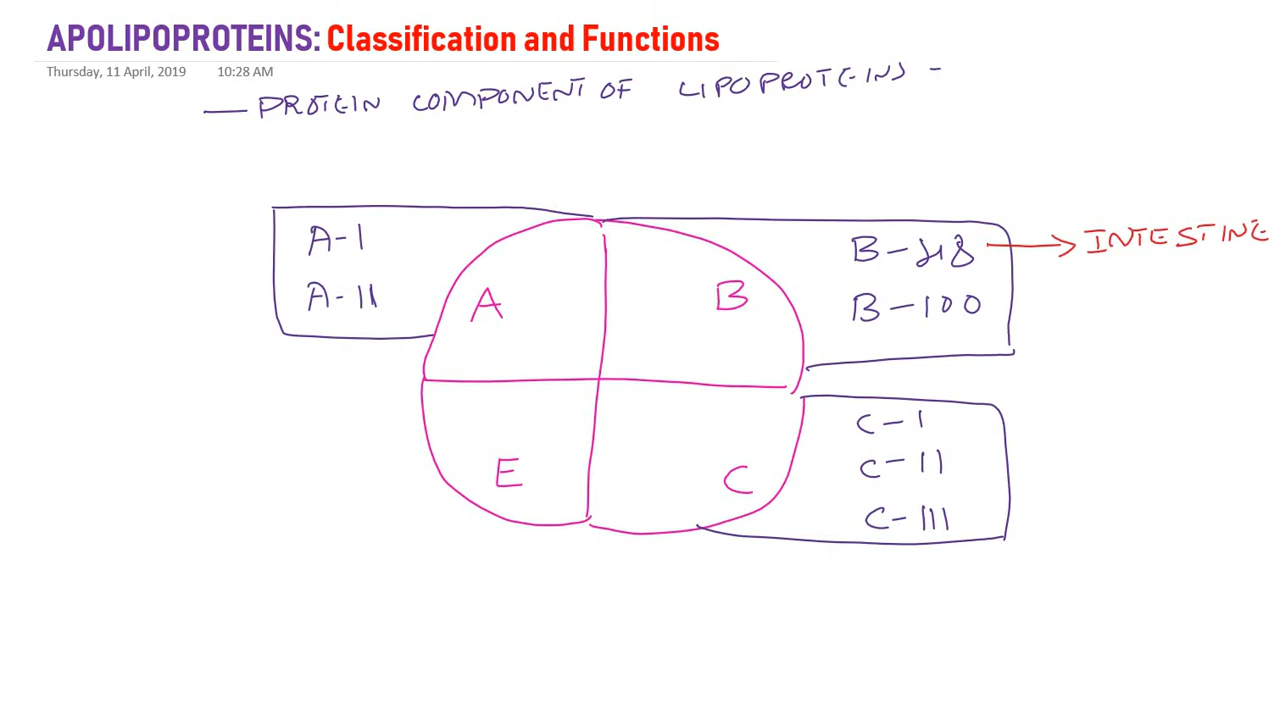 APOLIPOPROTEINS: Classification and Functions
Thursday, 11 April, 2019 10:28 AM
— PROTEIN COMPONENT OF LIPOPROTEINS -
A-I
A-II
A
B
B-48 → INTESTINE
B-100
E
C
C-I
C-II
C-III